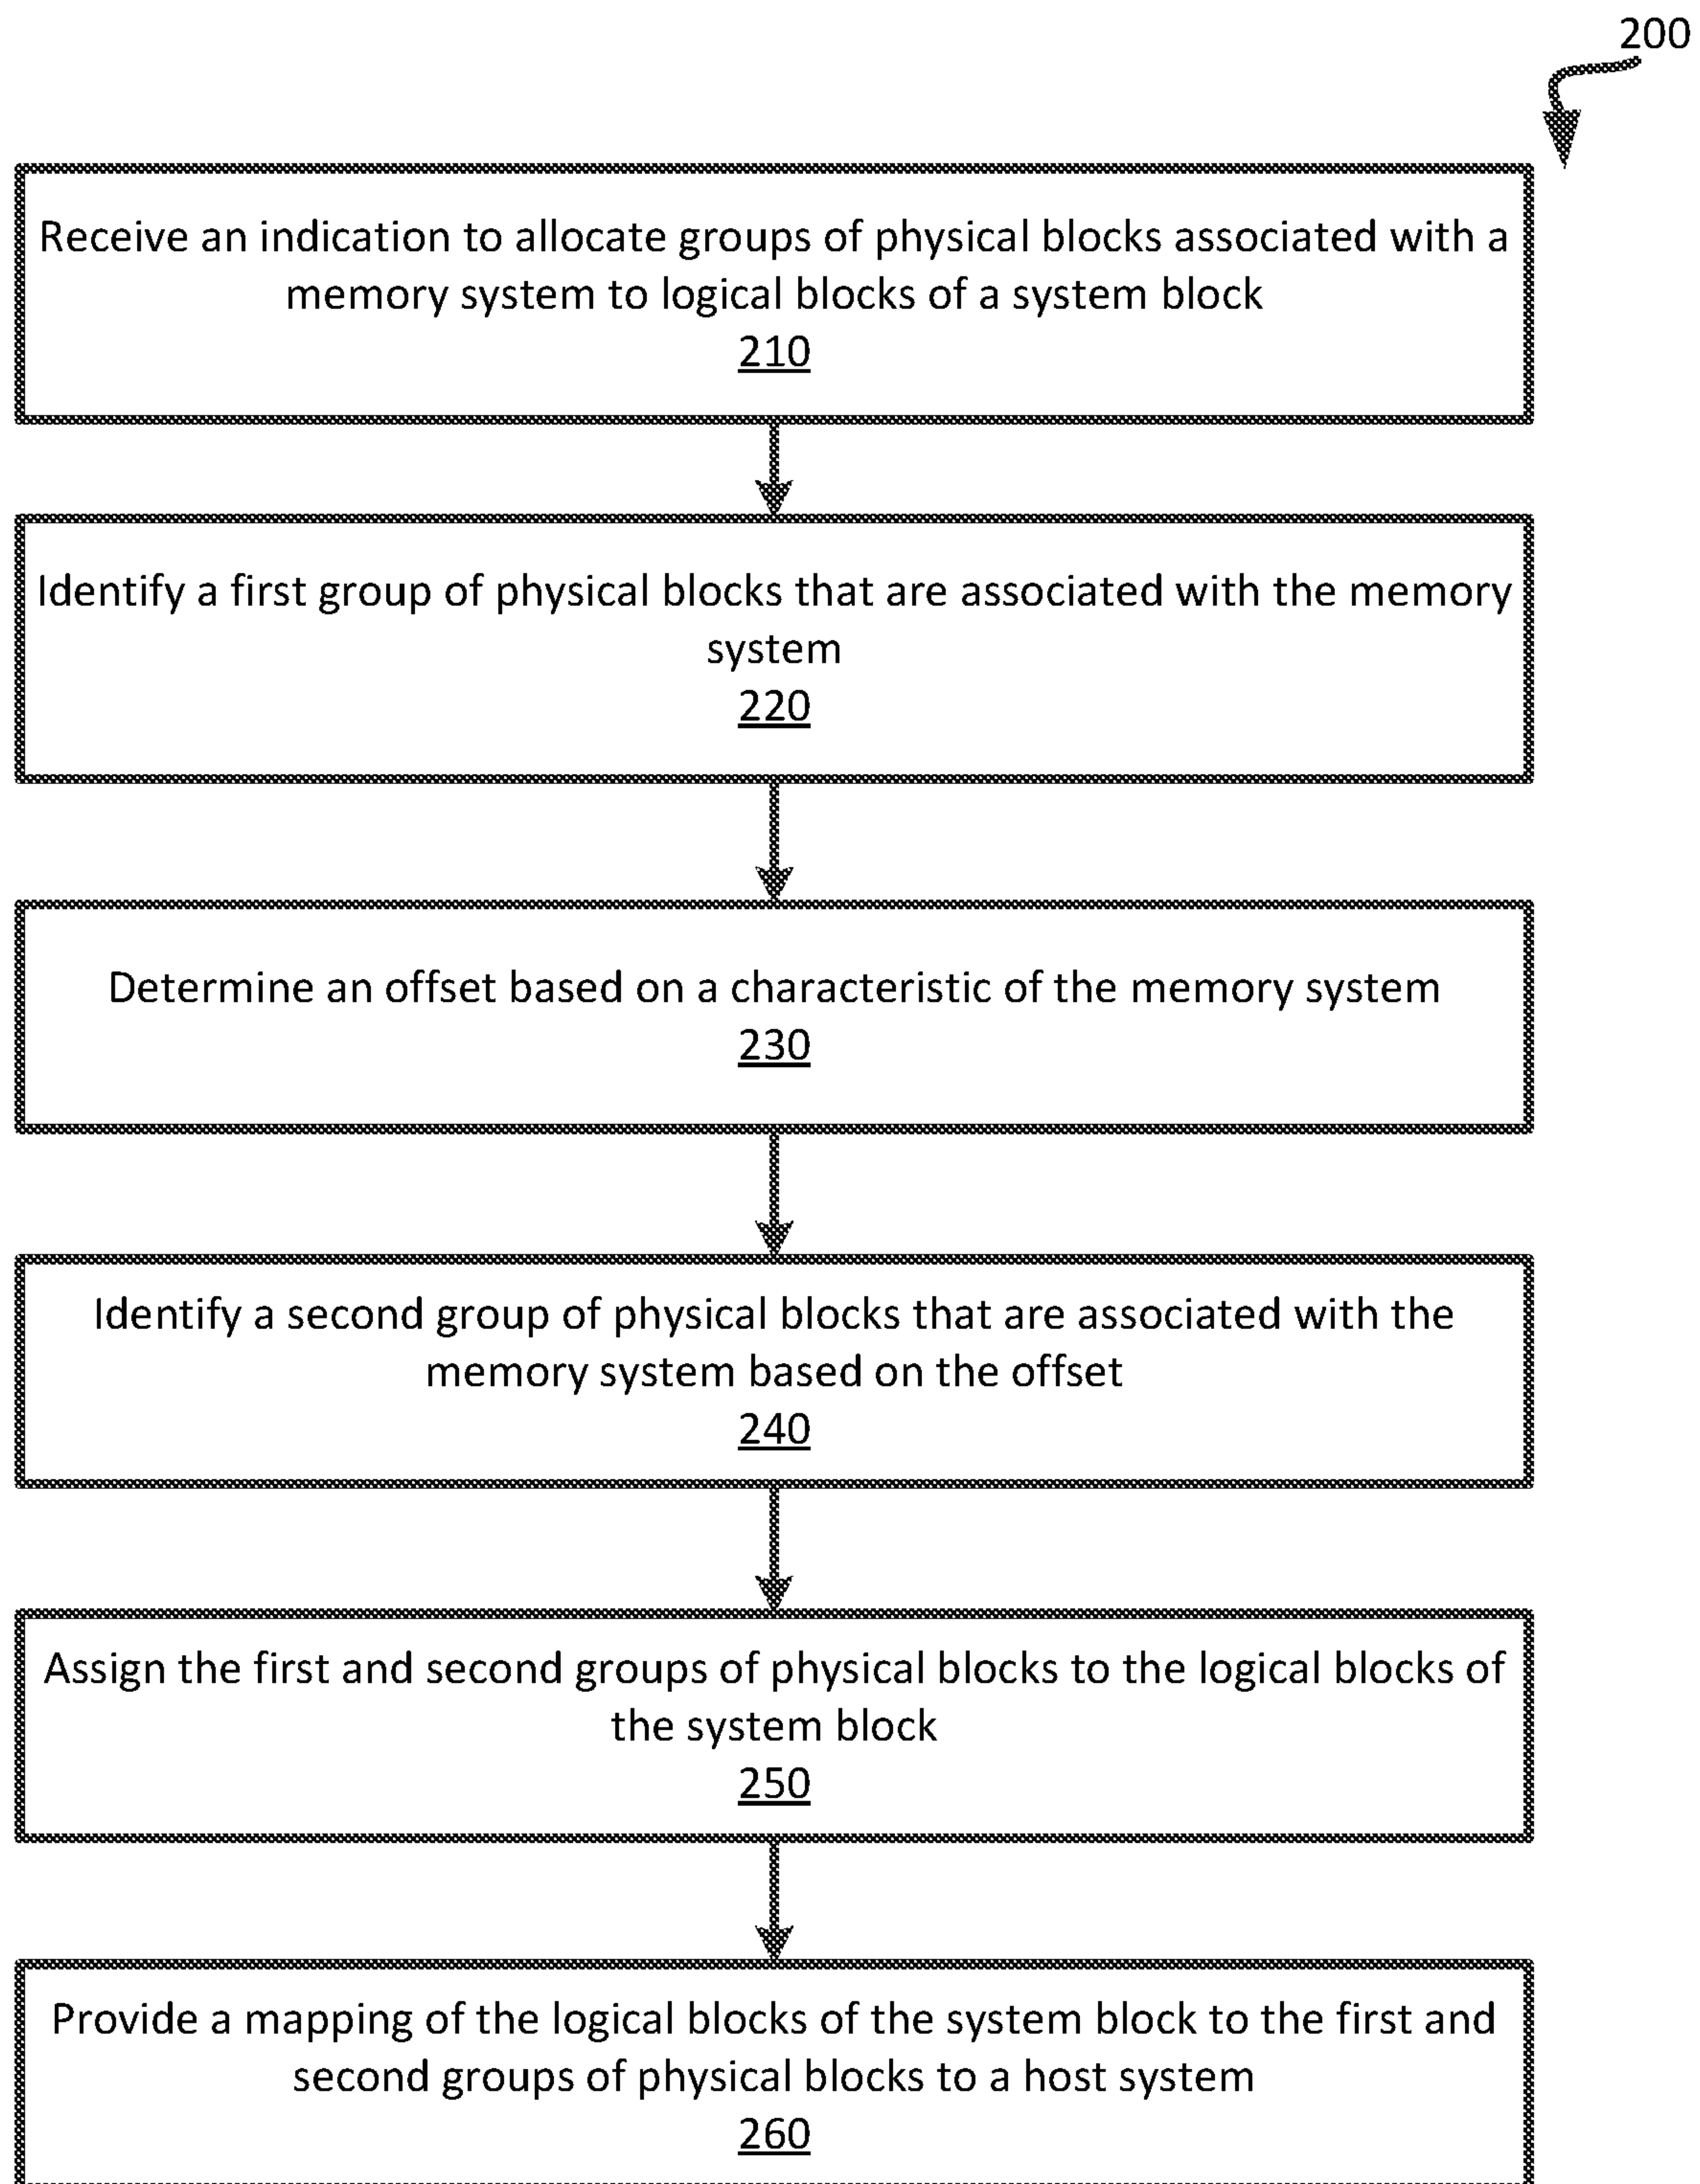 200
Receive an indication to allocate groups of physical blocks associated with a
memory system to logical blocks of a system block
210
Identify a first group of physical blocks that are associated with the memory
system
220
Determine an offset based on a characteristic of the memory system
230
Identify a second group of physical blocks that are associated with the
memory system based on the offset
240
Assign the first and second groups of physical blocks to the logical blocks of
the system block
250
Provide a mapping of the logical blocks of the system block to the first and
second groups of physical blocks to a host system
260